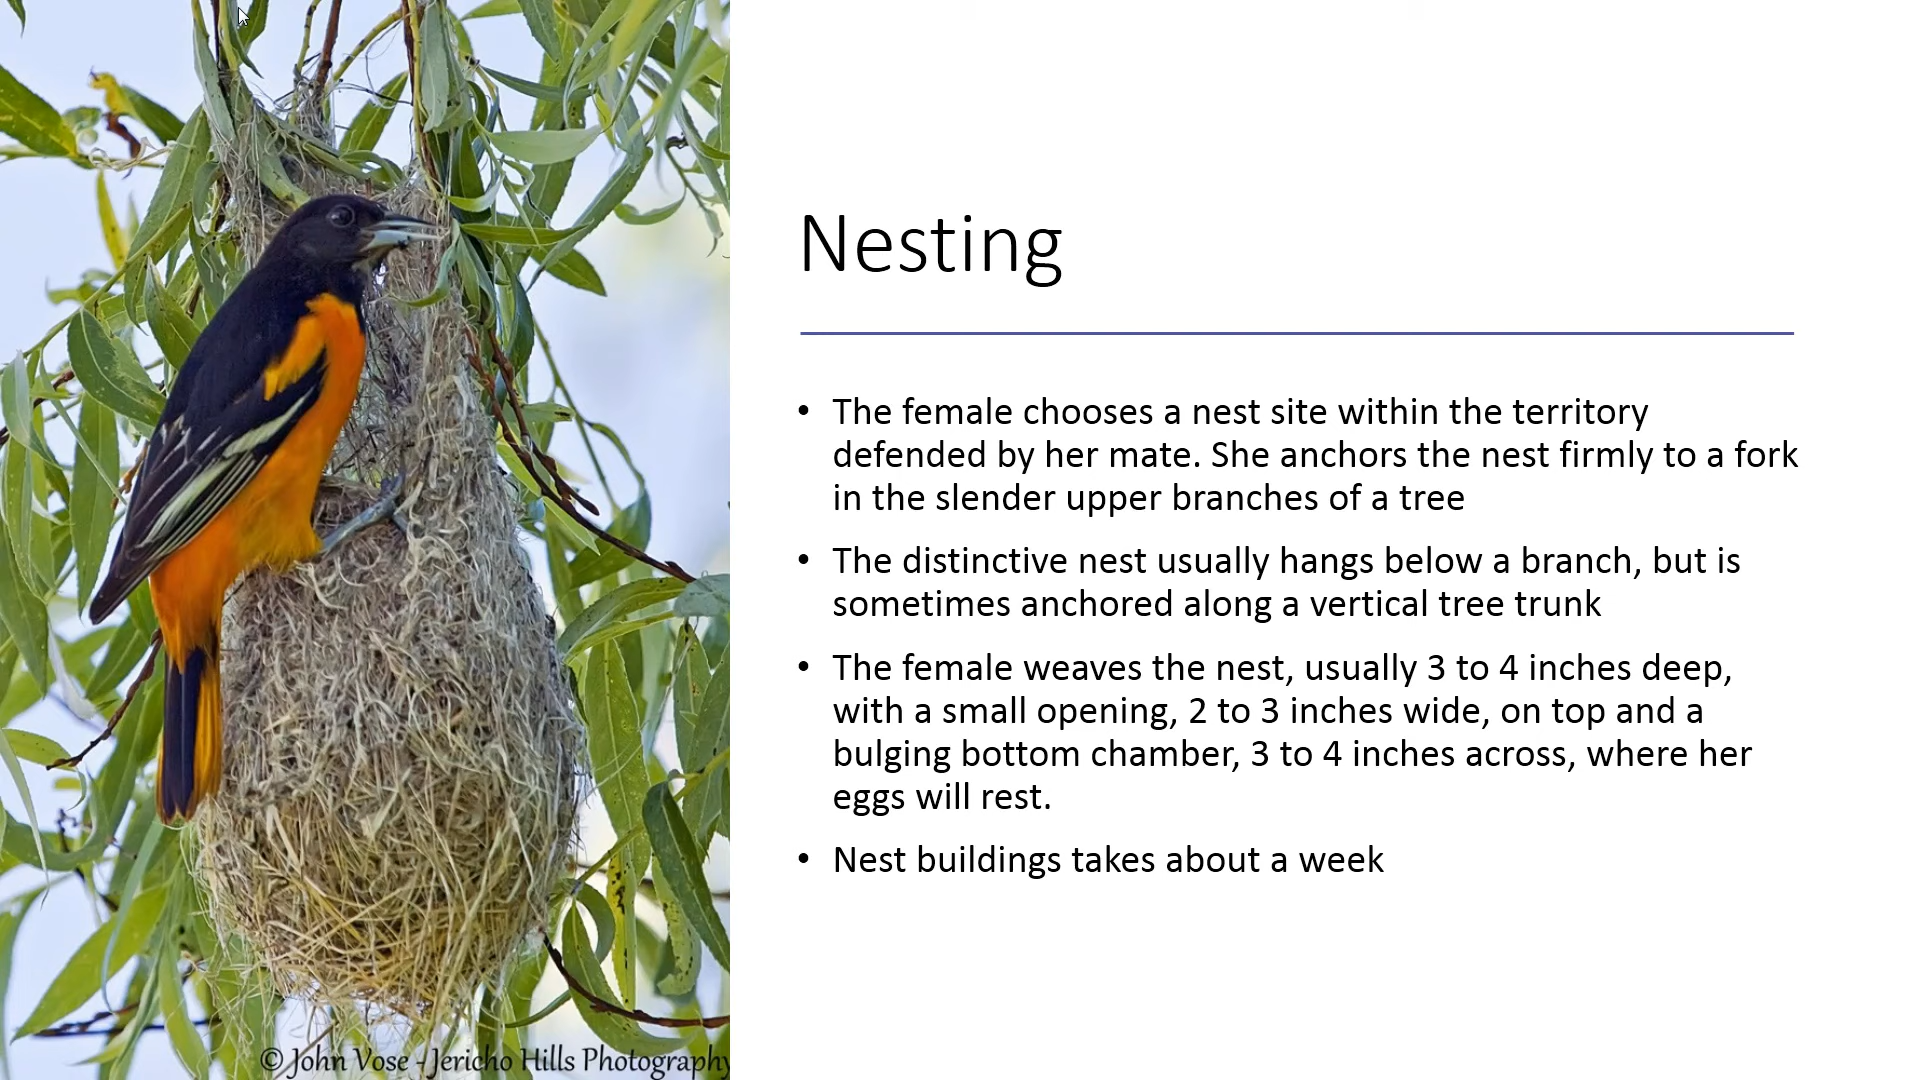 Nesting
• The female chooses a nest site within the territory
defended by her mate. She anchors the nest firmly to a fork
in the slender upper branches of a tree
• The distinctive nest usually hangs below a branch, but is
sometimes anchored along a vertical tree trunk
• The female weaves the nest, usually 3 to 4 inches deep,
with a small opening, 2 to 3 inches wide, on top and a
bulging bottom chamber, 3 to 4 inches across, where her
eggs will rest.
• Nest buildings takes about a week
© John Vose - Jericho Hills Photography